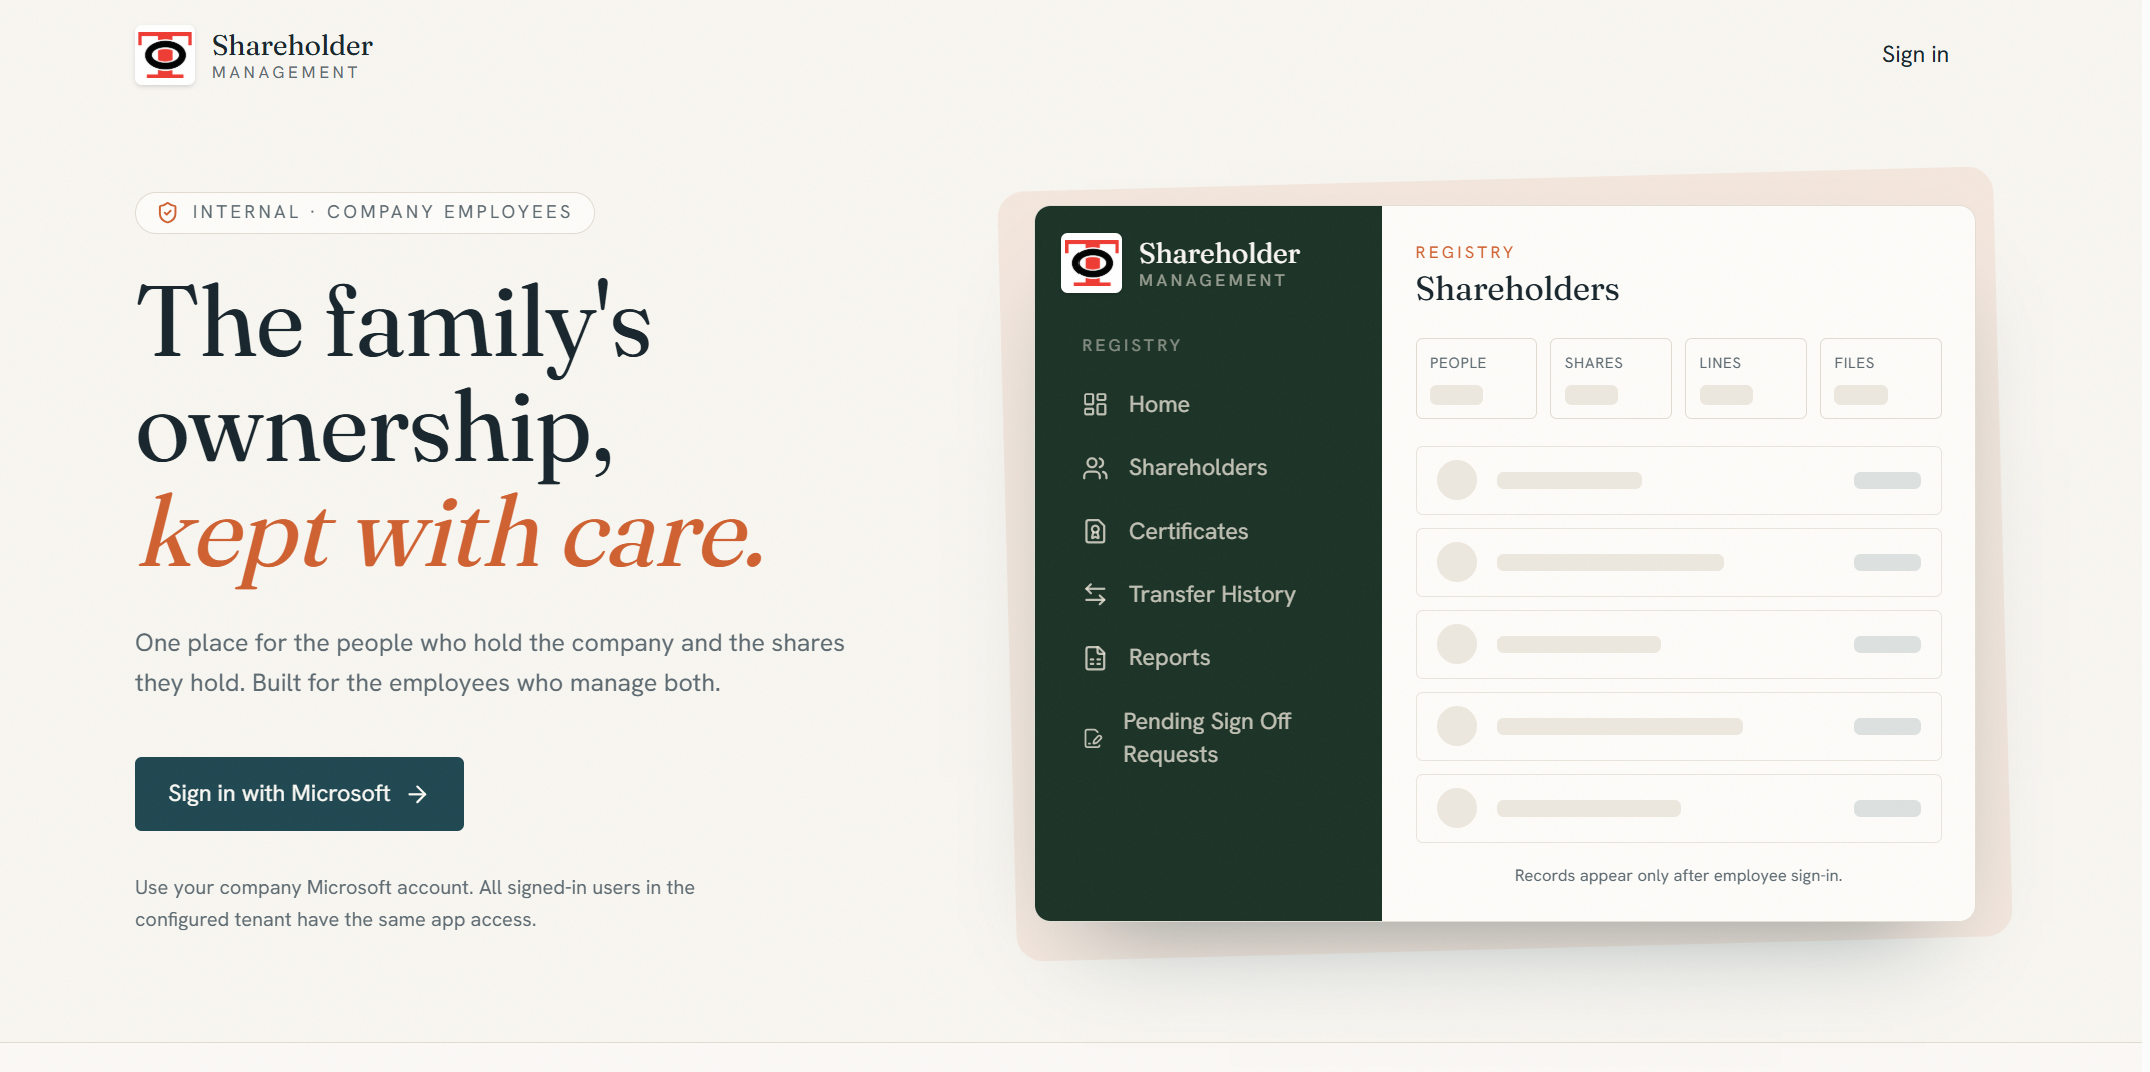 Shareholder
MANAGEMENT
Sign in
INTERNAL · COMPANY EMPLOYEES
The family's
ownership,
kept with care.
One place for the people who hold the company and the shares
they hold. Built for the employees who manage both.
Sign in with Microsoft
Use your company Microsoft account. All signed-in users in the
configured tenant have the same app access.
Shareholder
MANAGEMENT
REGISTRY
Home
Shareholders
Certificates
Transfer History
Reports
Pending Sign Off
Requests
REGISTRY
Shareholders
PEOPLE
SHARES
LINES
FILES
Records appear only after employee sign-in.